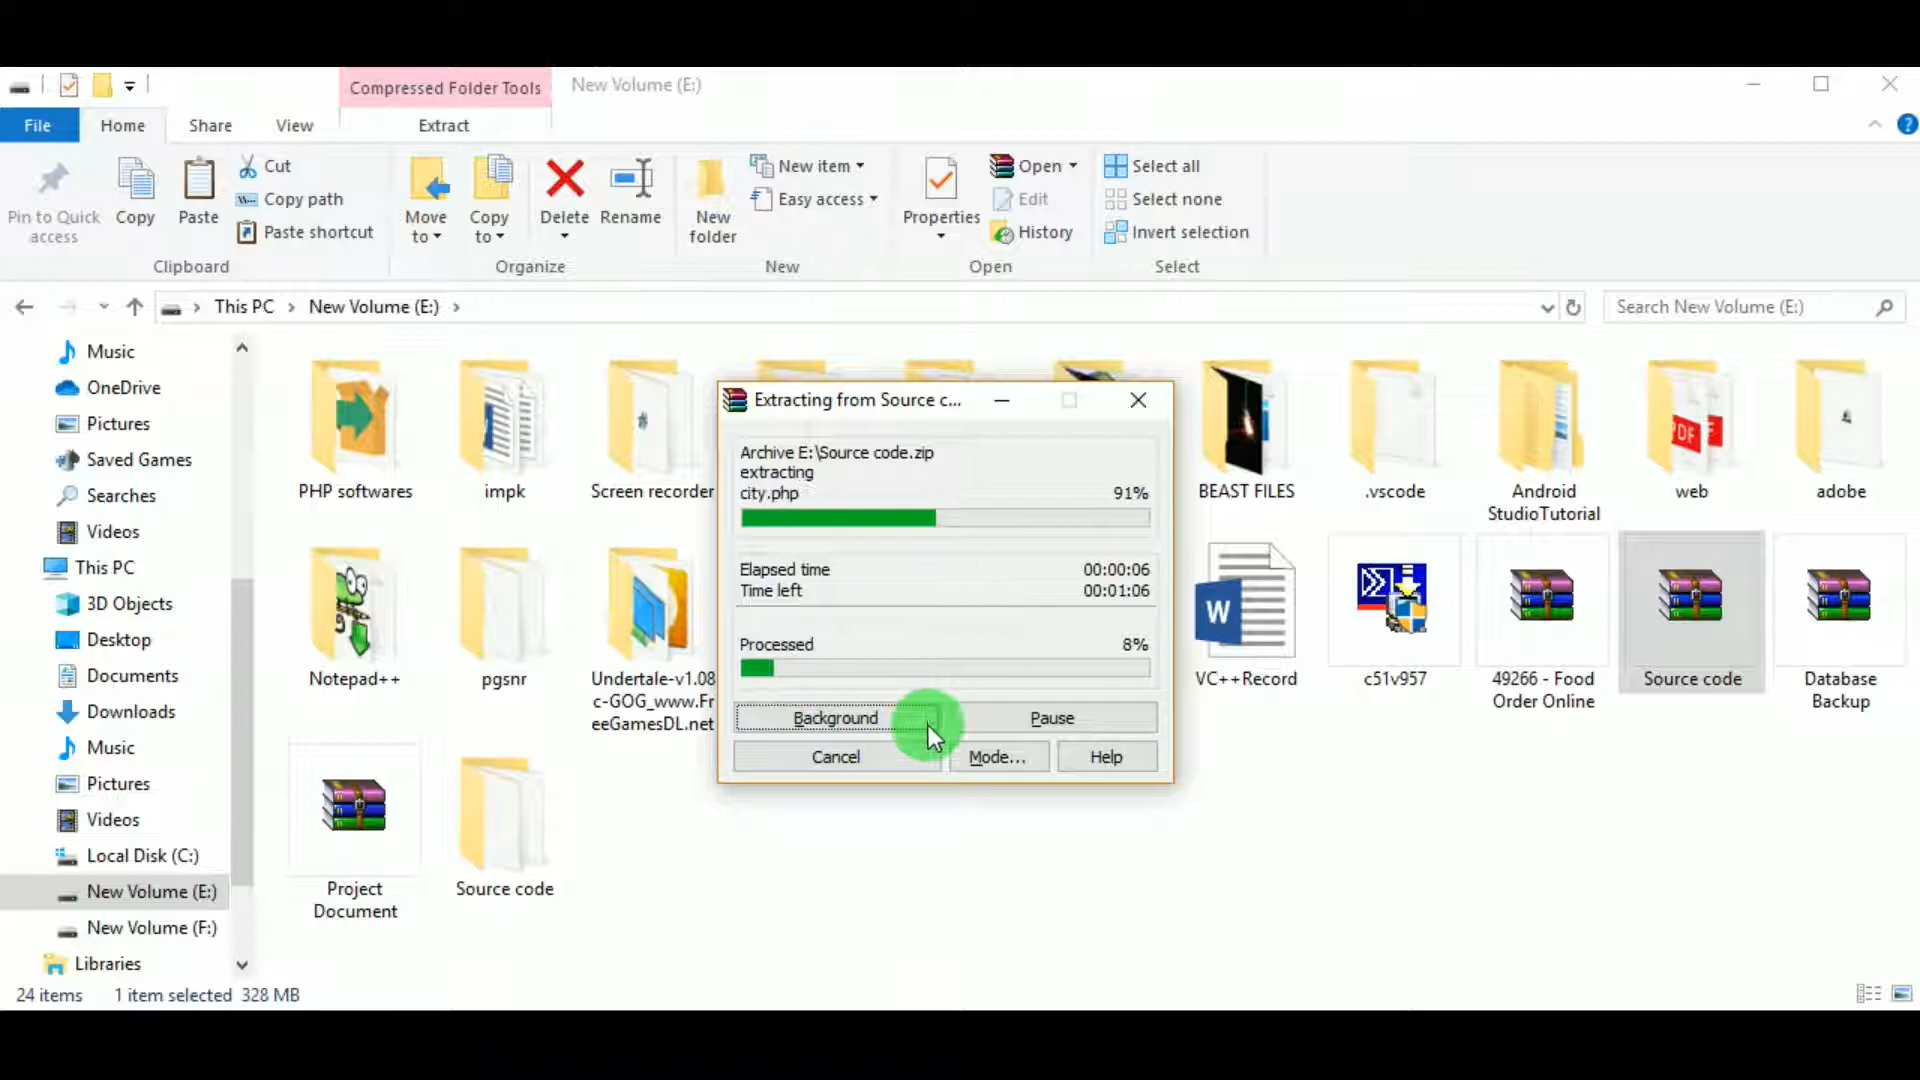 Compressed Folder Tools
New Volume (E:)
File
Home
Share
View
Extract
Pin to Quick
access
Copy
Paste
Cut
Copy path
Paste shortcut
Clipboard
Move
to
Copy
to
Delete
Rename
Organize
New
folder
New item
Easy access
New
Properties
Open
Edit
History
Open
Select all
Select none
Invert selection
Select
This PC
New Volume (E:)
Search New Volume (E:)
Music
OneDrive
Pictures
Saved Games
Searches
Videos
This PC
3D Objects
Desktop
Documents
Downloads
Music
Pictures
Videos
Local Disk (C:)
New Volume (E:)
New Volume (F:)
Libraries
PHP softwares
impk
Screen recorder
BEAST FILES
.vscode
Android
StudioTutorial
web
adobe
Notepad++
pgsnr
Undertale-v1.08
c-GOG_www.Fr
eeGamesDL.net
VC++Record
c51v957
49266 - Food
Order Online
Source code
Database
Backup
Project
Document
Source code
Extracting from Source c...
Archive E:\Source code.zip
extracting
city.php 91%
Elapsed time 00:00:06
Time left 00:01:06
Processed 8%
Background
Pause
Cancel
Mode...
Help
24 items 1 item selected 328 MB